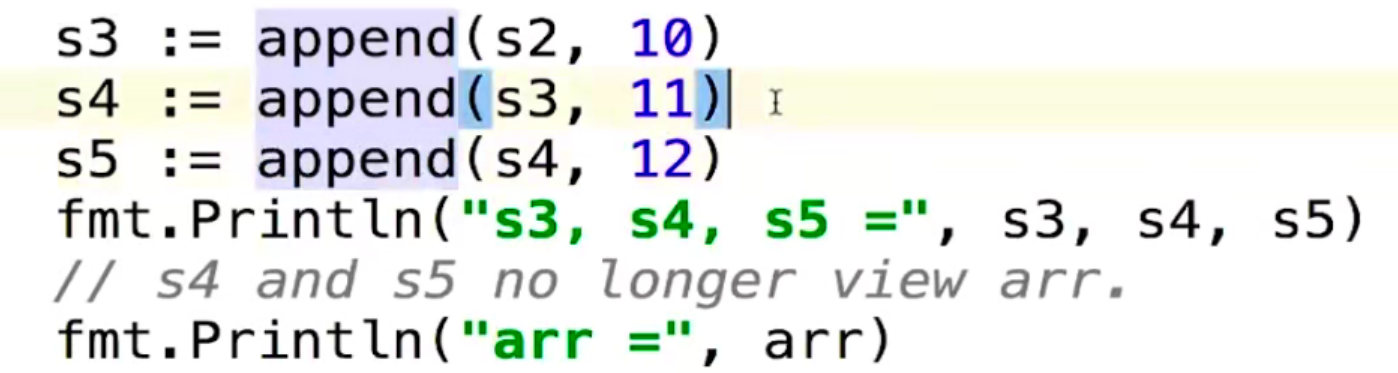 s3 := append(s2, 10)
s4 := append(s3, 11)
s5 := append(s4, 12)
fmt.Println("s3, s4, s5 =", s3, s4, s5)
// s4 and s5 no longer view arr.
fmt.Println("arr =", arr)